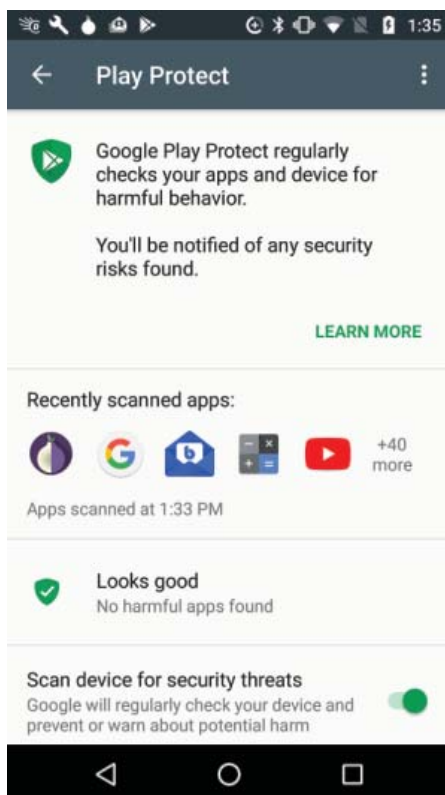 1:35
Play Protect
Google Play Protect regularly
checks your apps and device for
harmful behavior.
You'll be notified of any security
risks found.
LEARN MORE
Recently scanned apps:
+40
more
Apps scanned at 1:33 PM
Looks good
No harmful apps found
Scan device for security threats
Google will regularly check your device and
prevent or warn about potential harm